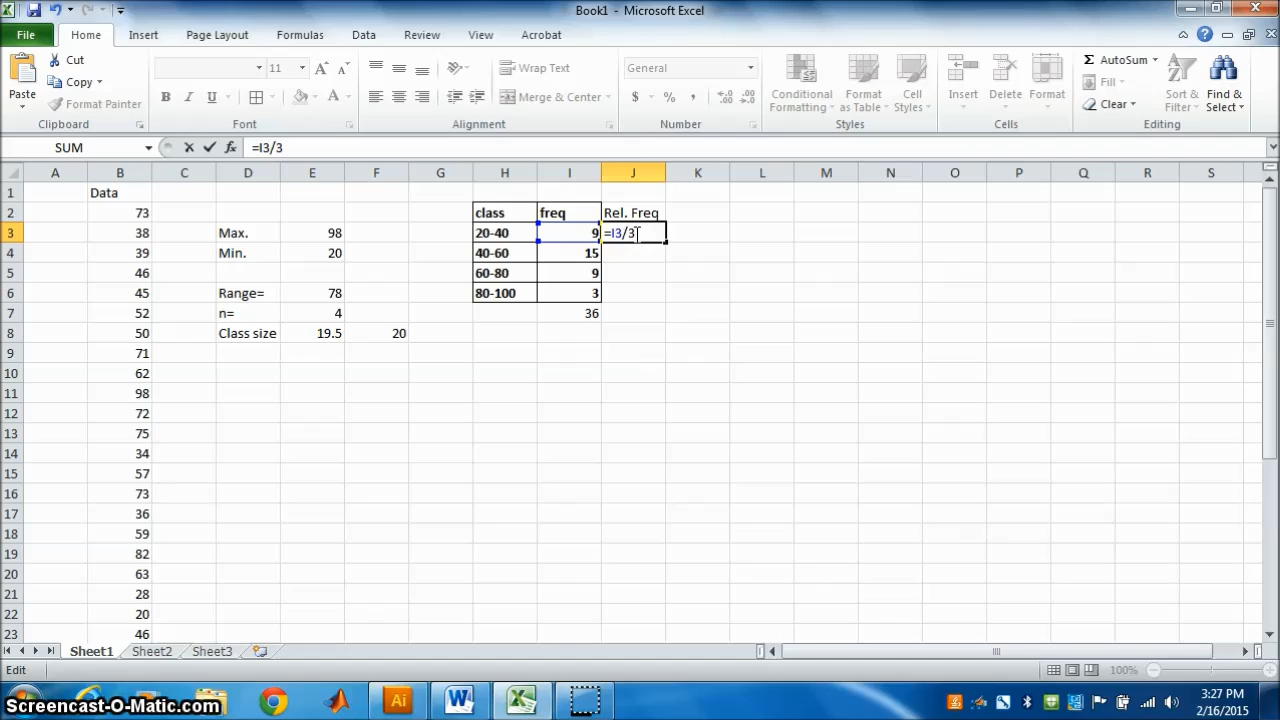 Book1 - Microsoft Excel
File Home Insert Page Layout Formulas Data Review View Acrobat
Paste
Cut
Copy
Format Painter
Clipboard
11
B I U
Font
Wrap Text
Merge & Center
Alignment
General
$ % ,
Number
Conditional Formatting
Format as Table
Cell Styles
Styles
Insert Delete Format
Cells
AutoSum
Fill
Clear
Sort & Filter
Find & Select
Editing
SUM fx =I3/3
A B C D E F G H I J K L M N O P Q R S
1 Data
2 73 class freq Rel. Freq
3 38 Max. 98 20-40 9 =I3/3
4 39 Min. 20 40-60 15
5 46 60-80 9
6 45 Range= 78 80-100 3
7 52 n= 4 36
8 50 Class size 19.5 20
9 71
10 62
11 98
12 72
13 75
14 34
15 57
16 73
17 36
18 59
19 82
20 63
21 28
22 20
23 46
Sheet1 Sheet2 Sheet3
Edit 100%
Screencast-O-Matic.com
Ai
3:27 PM
2/16/2015